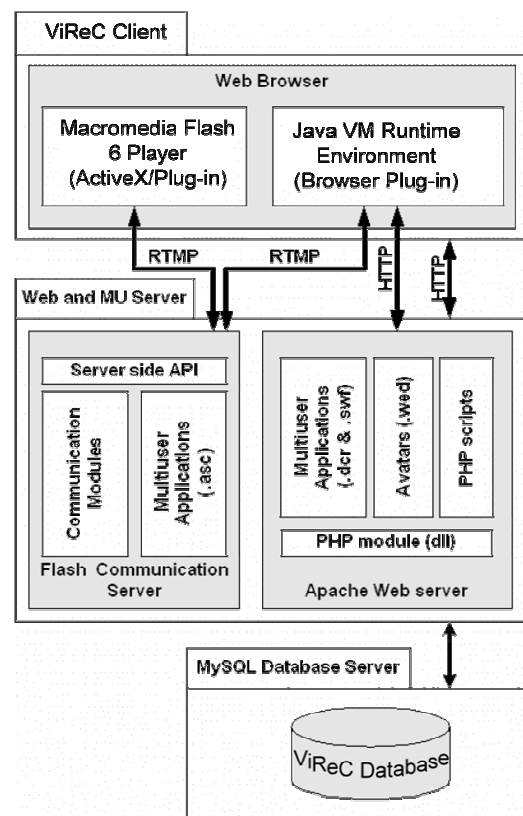 ViReC Client
Web Browser
Macromedia Flash
6 Player
(ActiveX/Plug-in)
Java VM Runtime
Environment
(Browser Plug-in)
RTMP
RTMP
HTTP
HTTP
Web and MU Server
Server side API
Communication
Modules
Multiuser
Applications
(.asc)
Flash Communication
Server
Multiuser
Applications
(.dcr & .swf)
Avatars (.wed)
PHP scripts
PHP module (dll)
Apache Web server
MySQL Database Server
ViReC Database